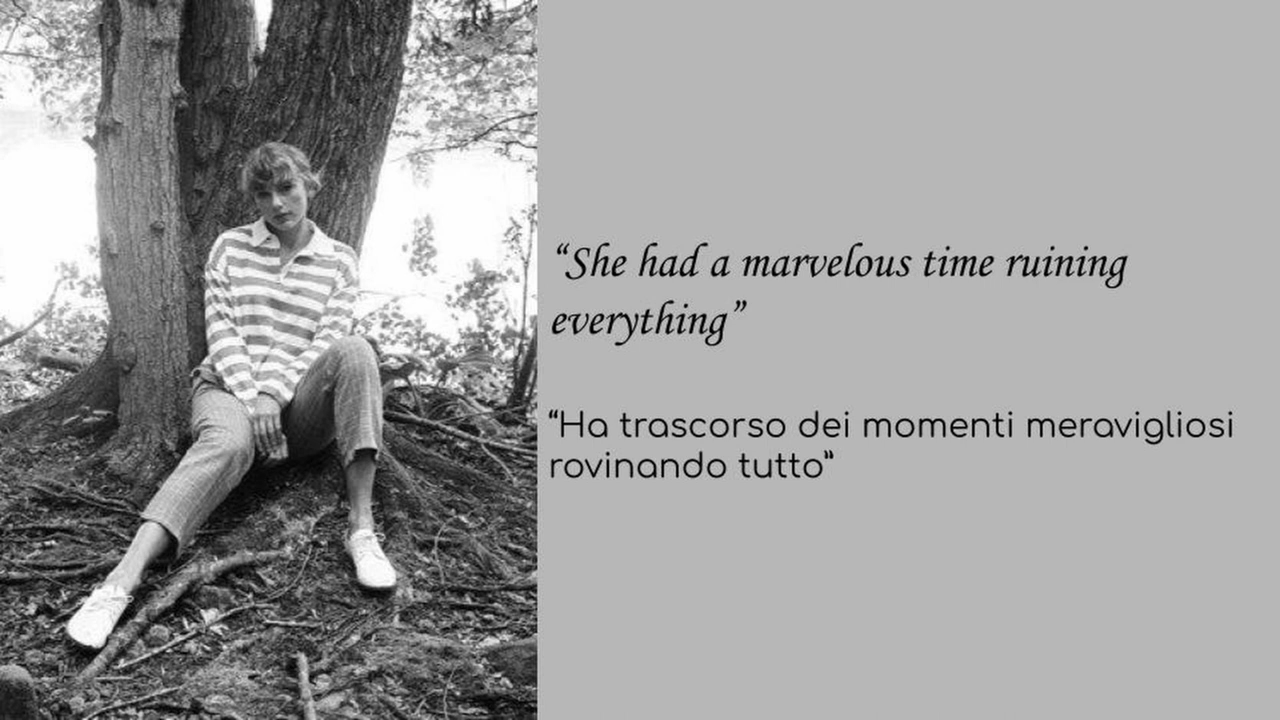 “She had a marvelous time ruining
everything”
“Ha trascorso dei momenti meravigliosi
rovinando tutto”